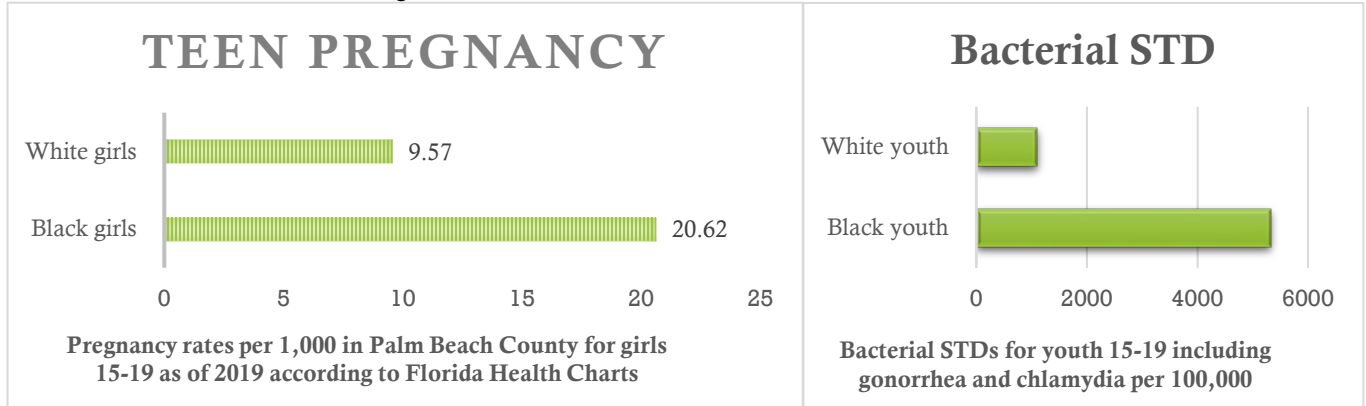 TEEN PREGNANCY
White girls
9.57
Black girls
20.62
0 5 10 15 20 25
Pregnancy rates per 1,000 in Palm Beach County for girls
15-19 as of 2019 according to Florida Health Charts
Bacterial STD
White youth
Black youth
0 2000 4000 6000
Bacterial STDs for youth 15-19 including
gonorrhea and chlamydia per 100,000